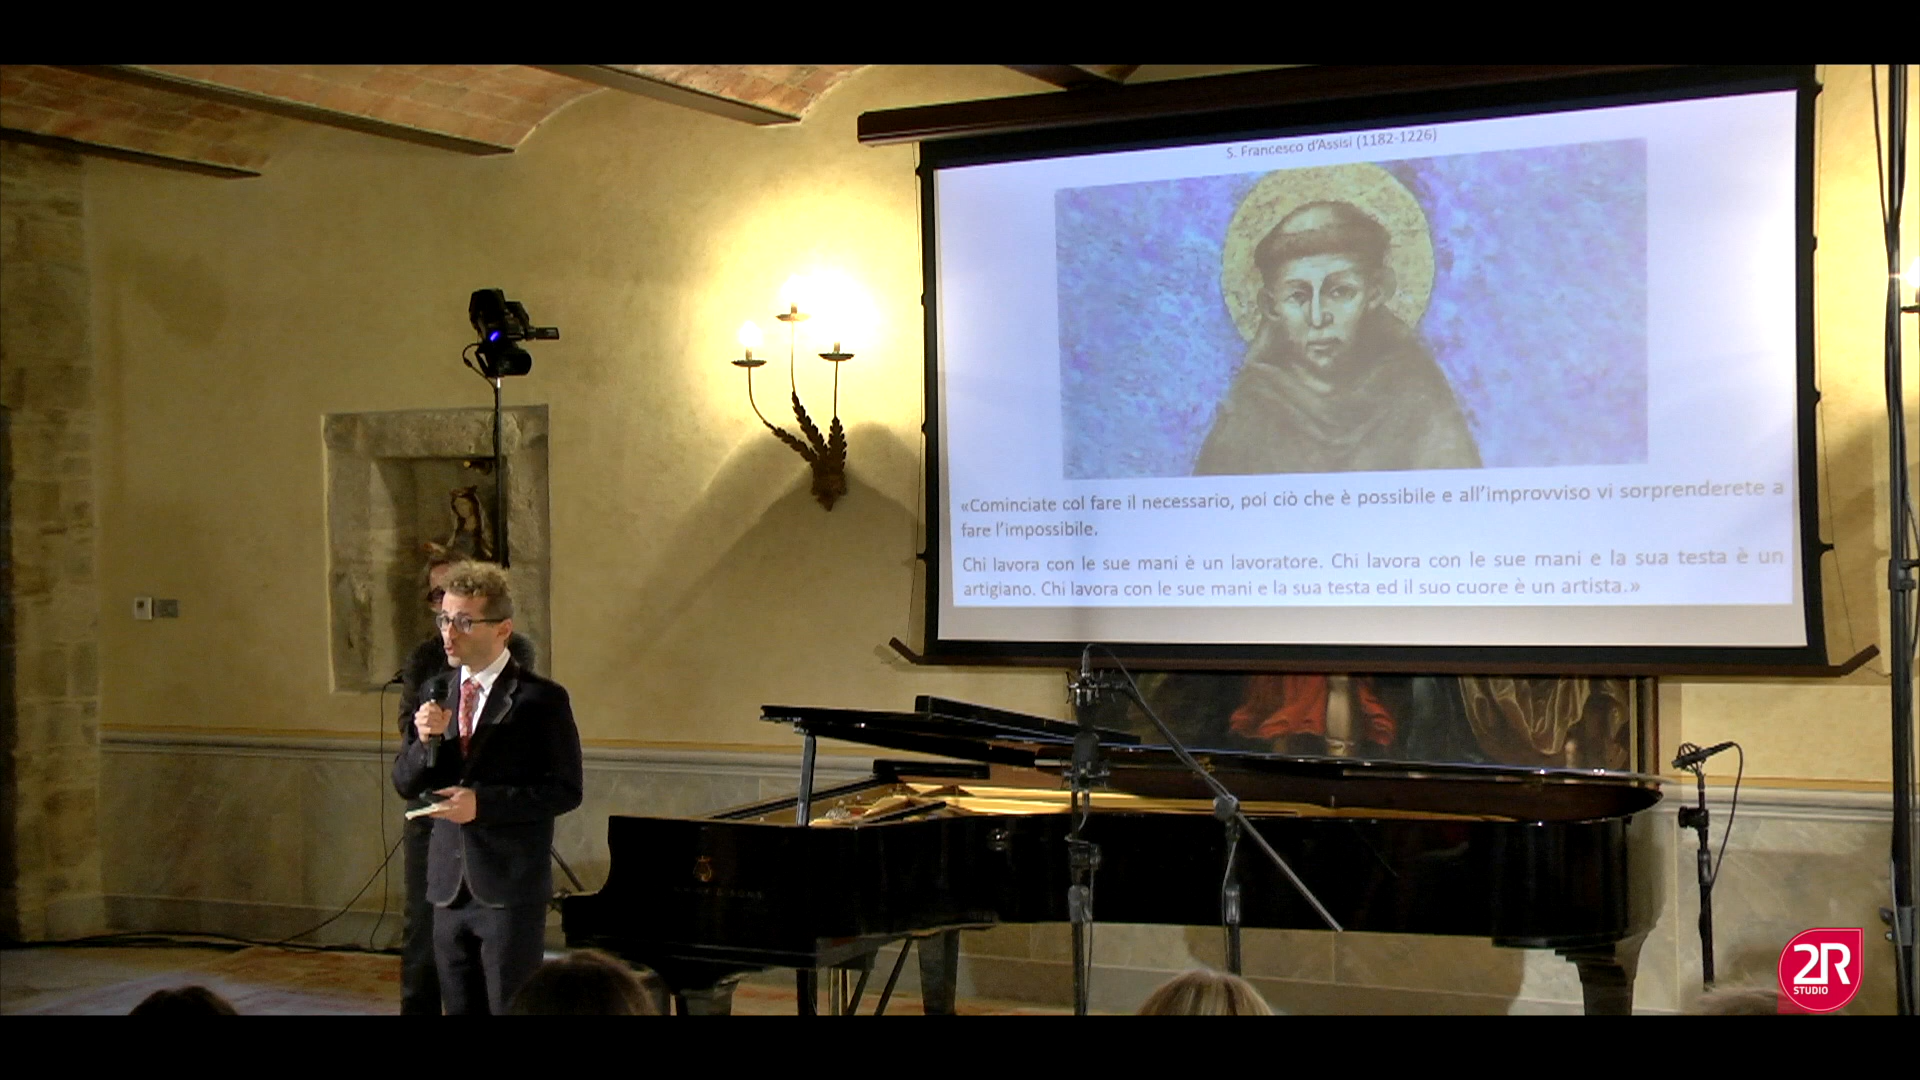 S. Francesco d'Assisi (1182-1226)
«Cominciate col fare il necessario, poi ciò che è possibile e all'improvviso vi sorprenderete a
fare l'impossibile.
Chi lavora con le sue mani è un lavoratore. Chi lavora con le sue mani e la sua testa è un
artigiano. Chi lavora con le sue mani e la sua testa ed il suo cuore è un artista.»
2R
STUDIO